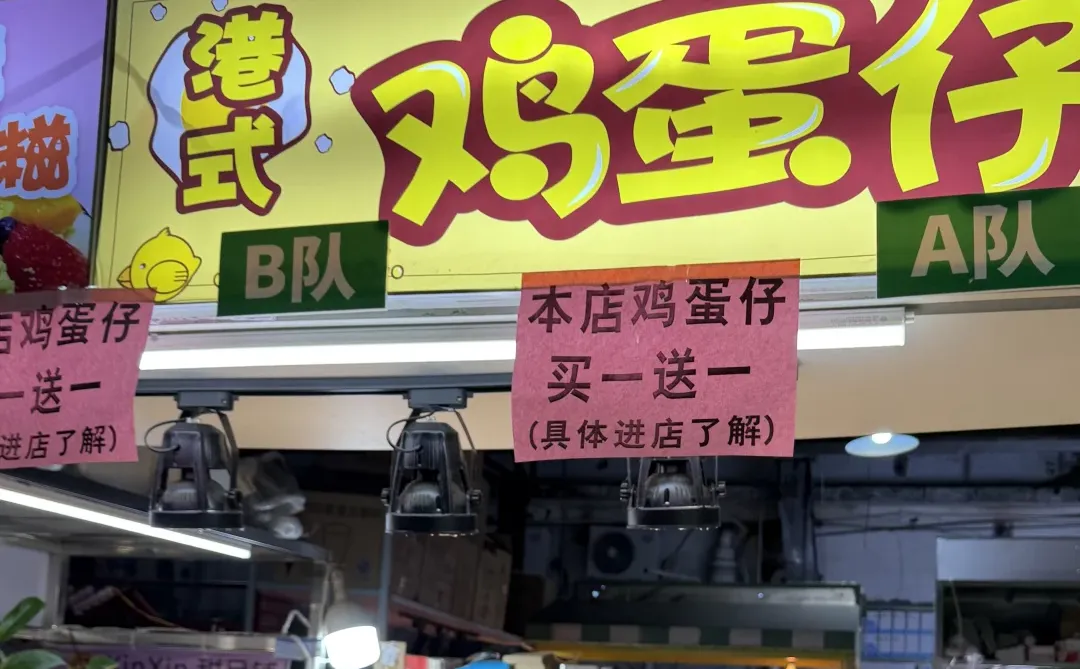 港式
鸡蛋仔
B队
A队
本店鸡蛋仔
买一送一
(具体进店了解)
店鸡蛋仔
一送一
进店了解)